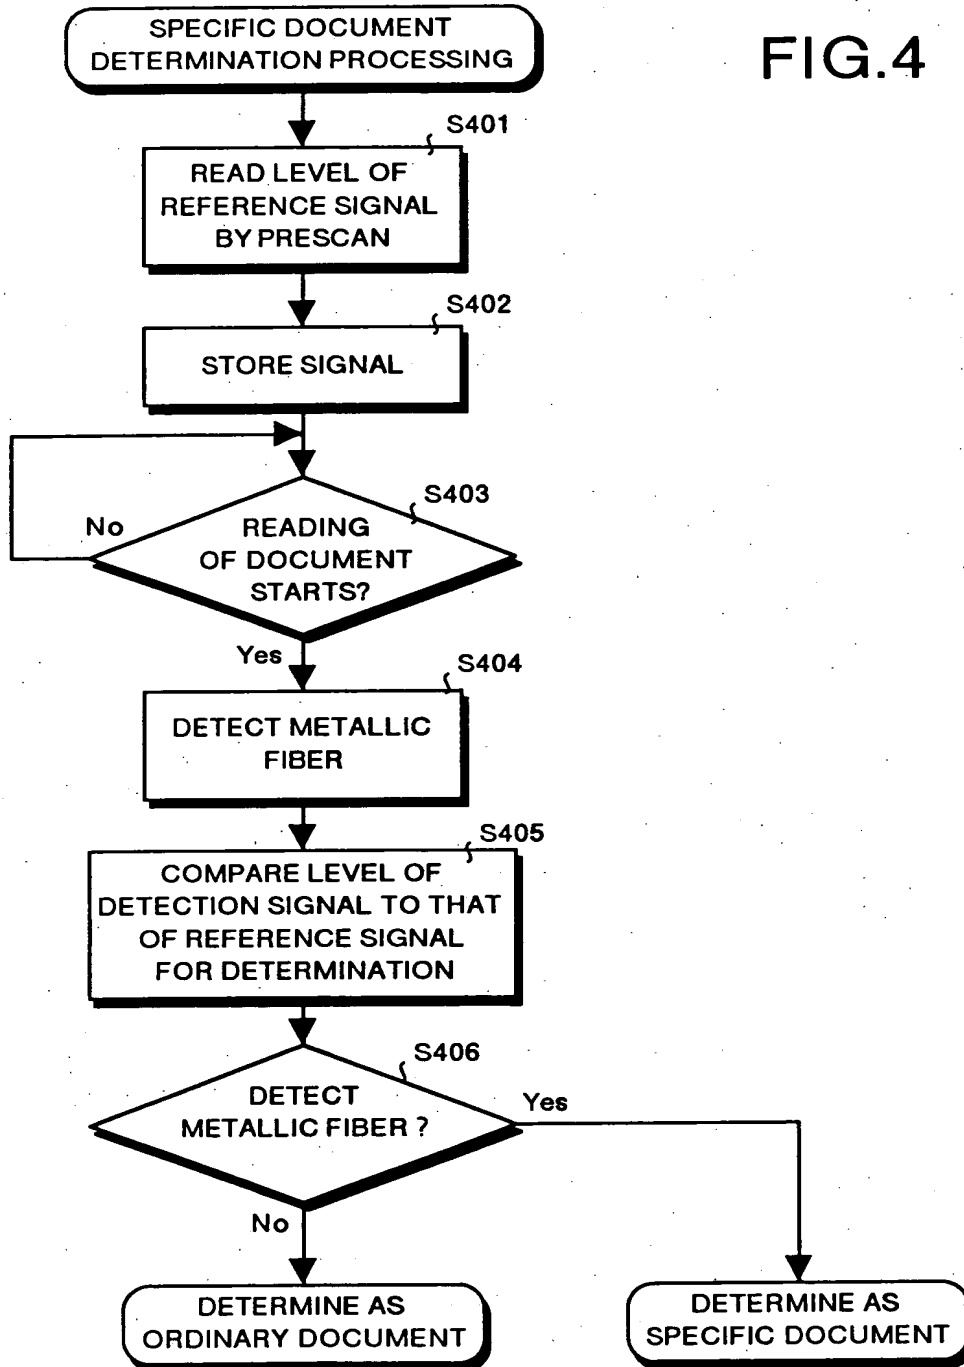 SPECIFIC DOCUMENT
DETERMINATION PROCESSING
FIG.4
S401
READ LEVEL OF
REFERENCE SIGNAL
BY PRESCAN
S402
STORE SIGNAL
S403
No
READING
OF DOCUMENT
STARTS?
Yes
S404
DETECT METALLIC
FIBER
S405
COMPARE LEVEL OF
DETECTION SIGNAL TO THAT
OF REFERENCE SIGNAL
FOR DETERMINATION
S406
DETECT
METALLIC FIBER ?
Yes
No
DETERMINE AS
ORDINARY DOCUMENT
DETERMINE AS
SPECIFIC DOCUMENT